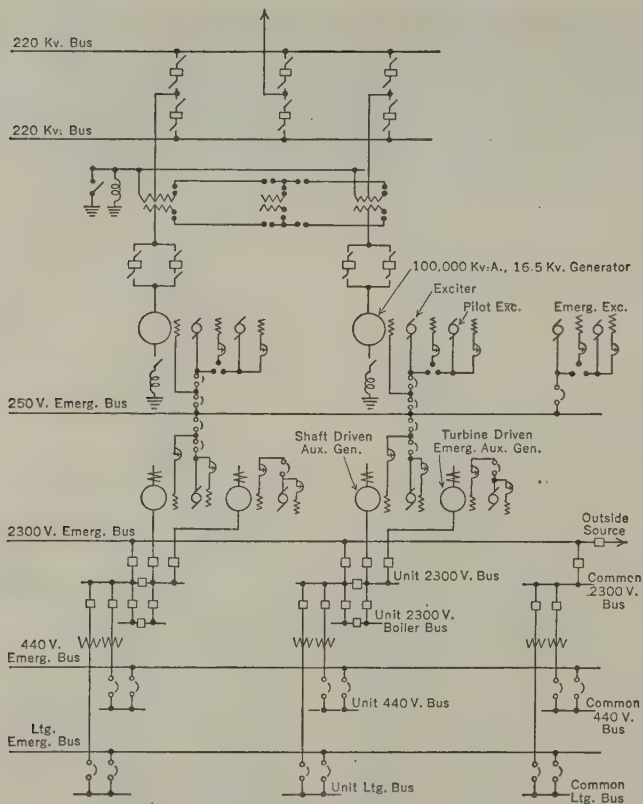 220 Kv. Bus
220 Kv. Bus
100,000 Kv.A., 16.5 Kv. Generator
Exciter
Pilot Exc.
Emerg. Exc.
250 V. Emerg. Bus
Shaft Driven
Aux. Gen.
Turbine Driven
Emerg. Aux. Gen.
2300 V. Emerg. Bus
Outside
Source
Unit 2300 V. Bus
Common
2300 V.
Bus
Unit 2300 V.
Boiler Bus
440 V.
Emerg. Bus
Unit 440 V. Bus
Common
440 V.
Bus
Ltg.
Emerg. Bus
Unit Ltg. Bus
Common
Ltg. Bus